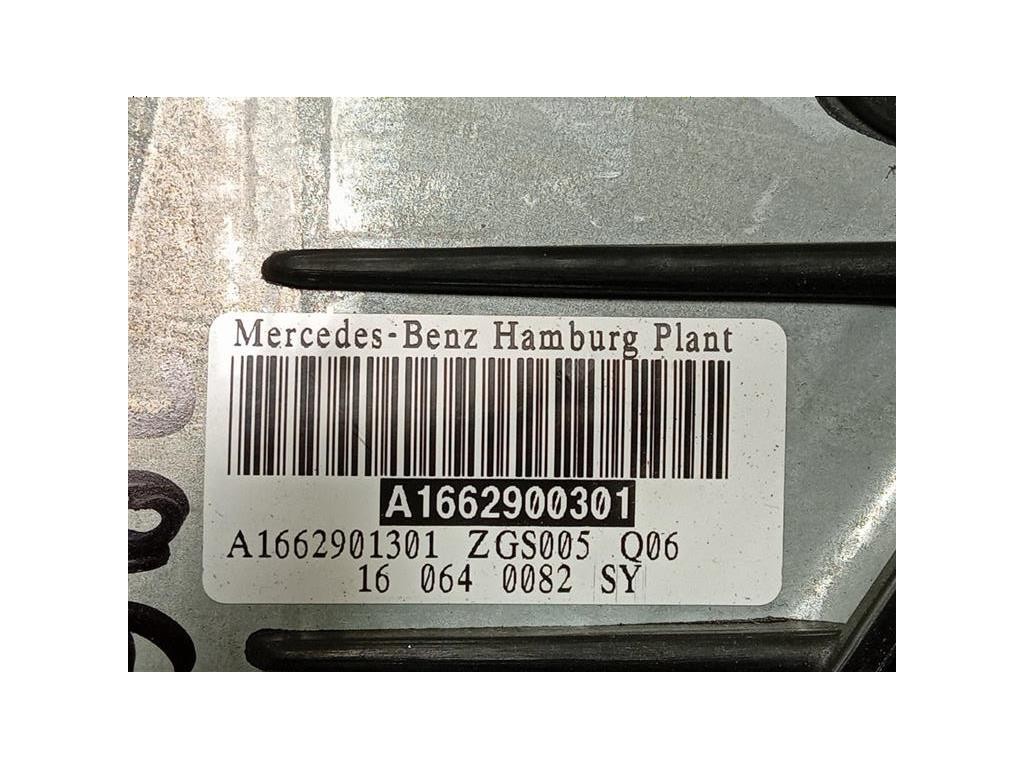 Mercedes-Benz Hamburg Plant
A1662900301
A1662901301 ZGS005 Q06
16 064 0082 SY